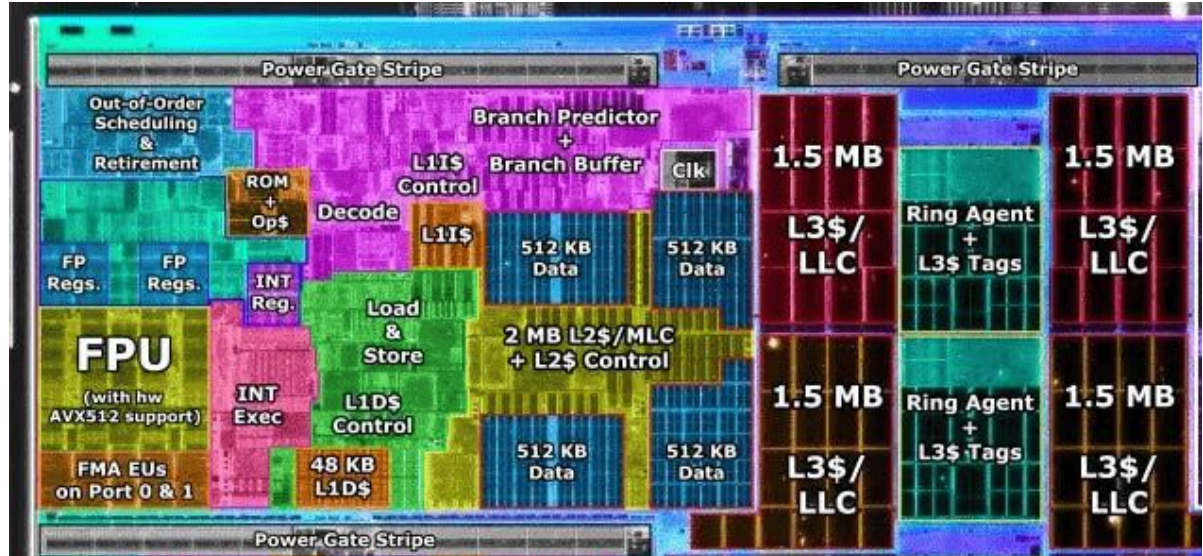 Power Gate Stripe
Power Gate Stripe
Out-of-Order
Scheduling
&
Retirement
Branch Predictor
+
Branch Buffer
L1I$
Control
Clk
ROM
+
Op$
Decode
L1I$
512 KB
Data
512 KB
Data
FP
Regs.
FP
Regs.
INT
Reg.
Load
&
Store
2 MB L2$/MLC
+ L2$ Control
FPU
(with hw
AVX512 support)
INT
Exec
L1D$
Control
FMA EUs
on Port 0 & 1
48 KB
L1D$
512 KB
Data
512 KB
Data
Power Gate Stripe
1.5 MB
L3$/
LLC
Ring Agent
+
L3$ Tags
1.5 MB
L3$/
LLC
1.5 MB
L3$/
LLC
Ring Agent
+
L3$ Tags
1.5 MB
L3$/
LLC